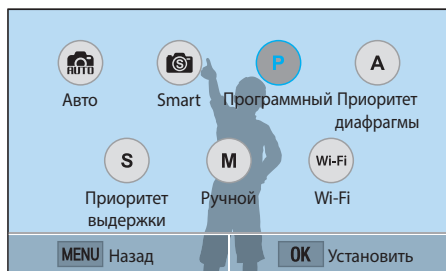 AUTO S P A
Авто Smart Программный Приоритет
диафрагмы
S M Wi-Fi
Приоритет Ручной Wi-Fi
выдержки
MENU Назад OK Установить